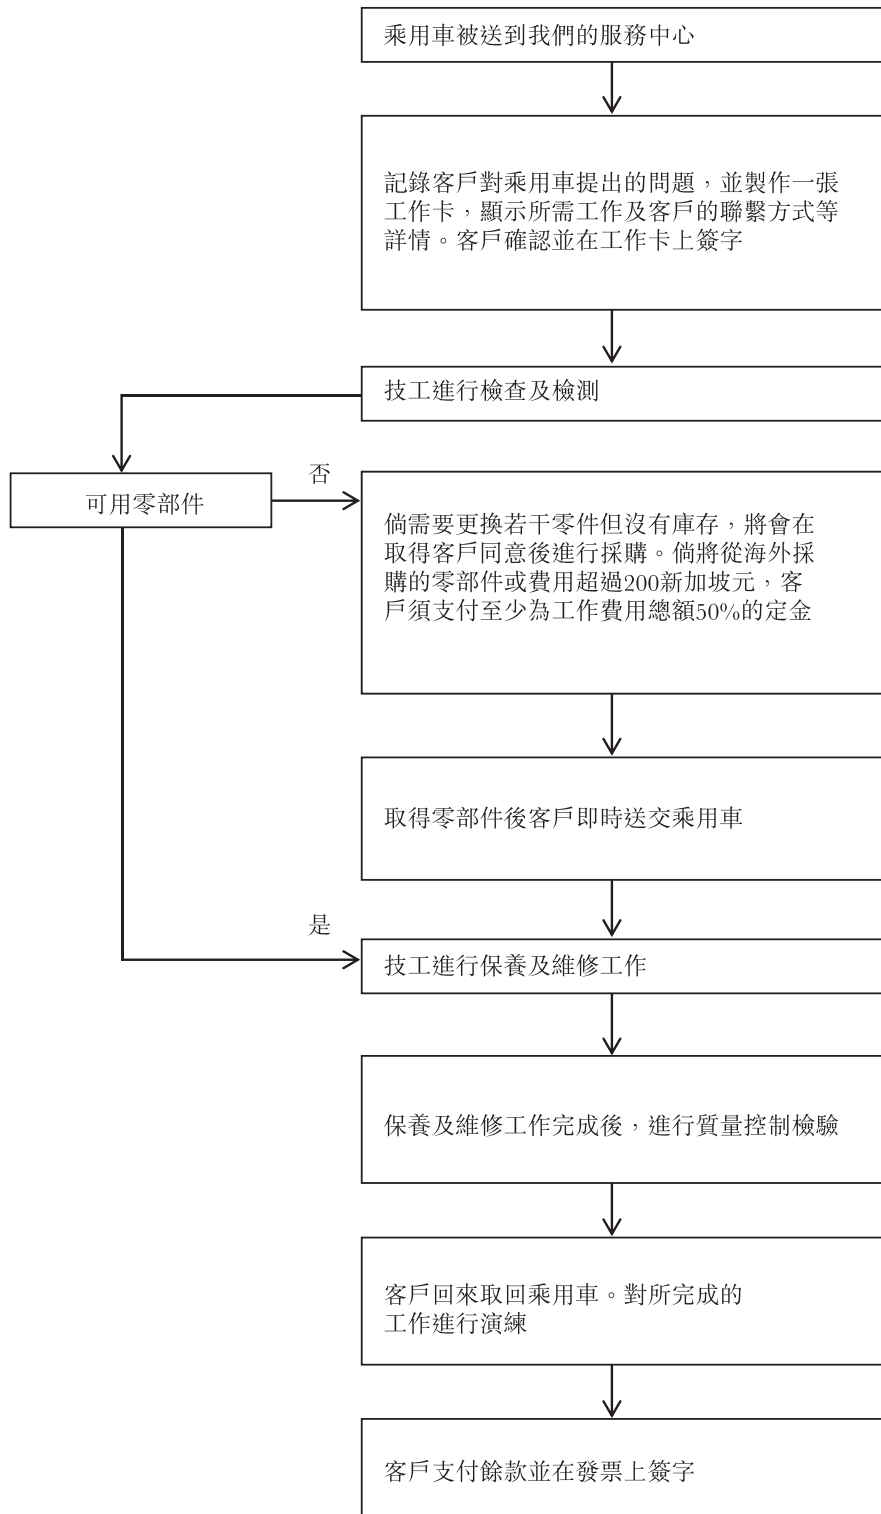 乘用車被送到我們的服務中心
記錄客戶對乘用車提出的問題，並製作一張
工作卡，顯示所需工作及客戶的聯繫方式等
詳情。客戶確認並在工作卡上簽字
技工進行檢查及檢測
否
可用零部件
倘需要更換若干零件但沒有庫存，將會在
取得客戶同意後進行採購。倘將從海外採
購的零部件或費用超過200新加坡元，客
戶須支付至少為工作費用總額50%的定金
取得零部件後客戶即時送交乘用車
是
技工進行保養及維修工作
保養及維修工作完成後，進行質量控制檢驗
客戶回來取回乘用車。對所完成的
工作進行演練
客戶支付餘款並在發票上簽字